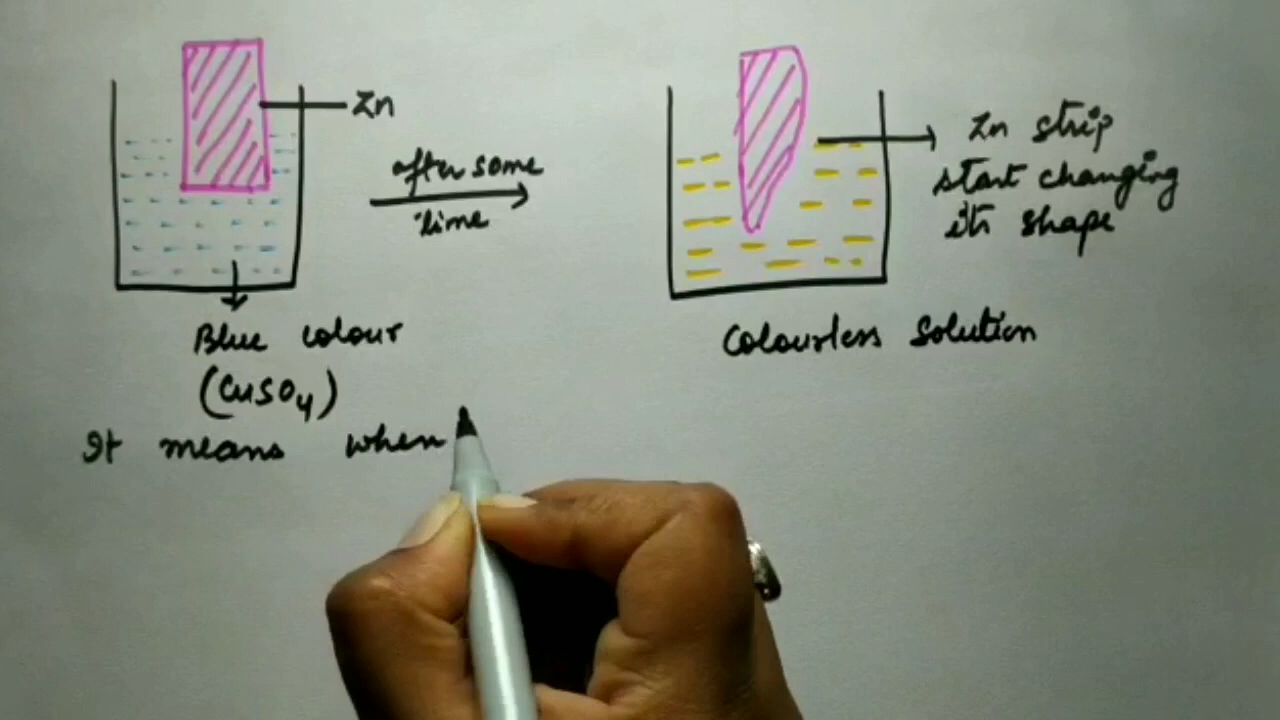 Zn
after some
time
Zn strip
start changing
its shape
Blue colour
(CuSO4)
Colourless Solution
It means when